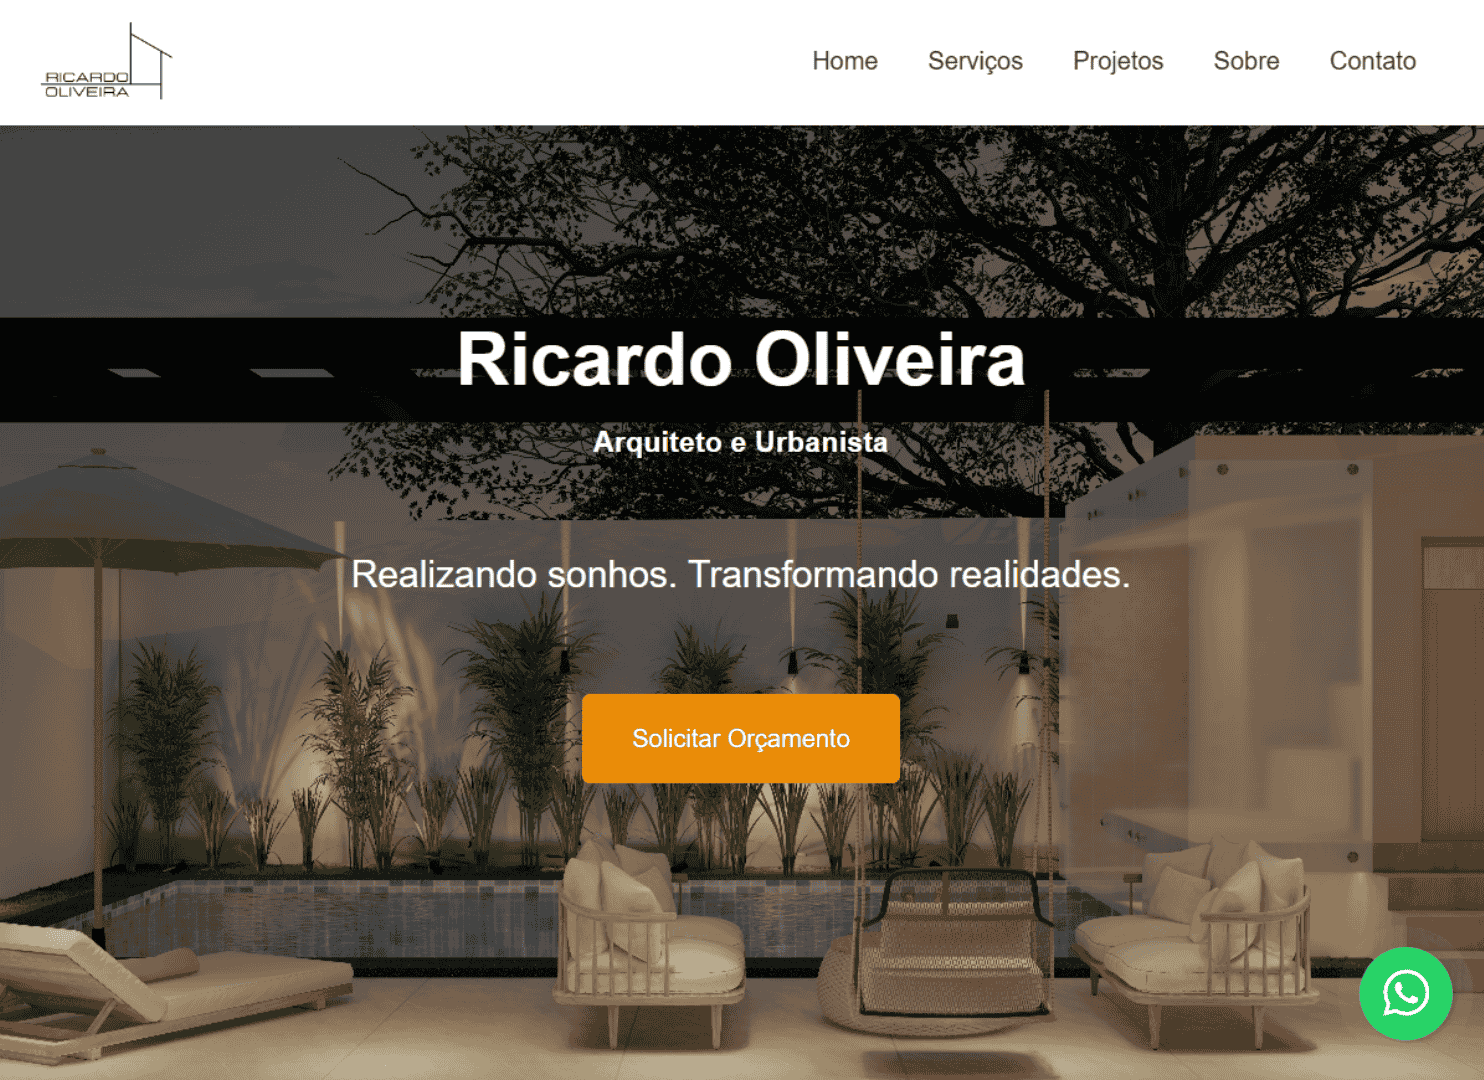 RICARDO
OLIVEIRA
Home
Serviços
Projetos
Sobre
Contato
Ricardo Oliveira
Arquiteto e Urbanista
Realizando sonhos. Transformando realidades.
Solicitar Orçamento